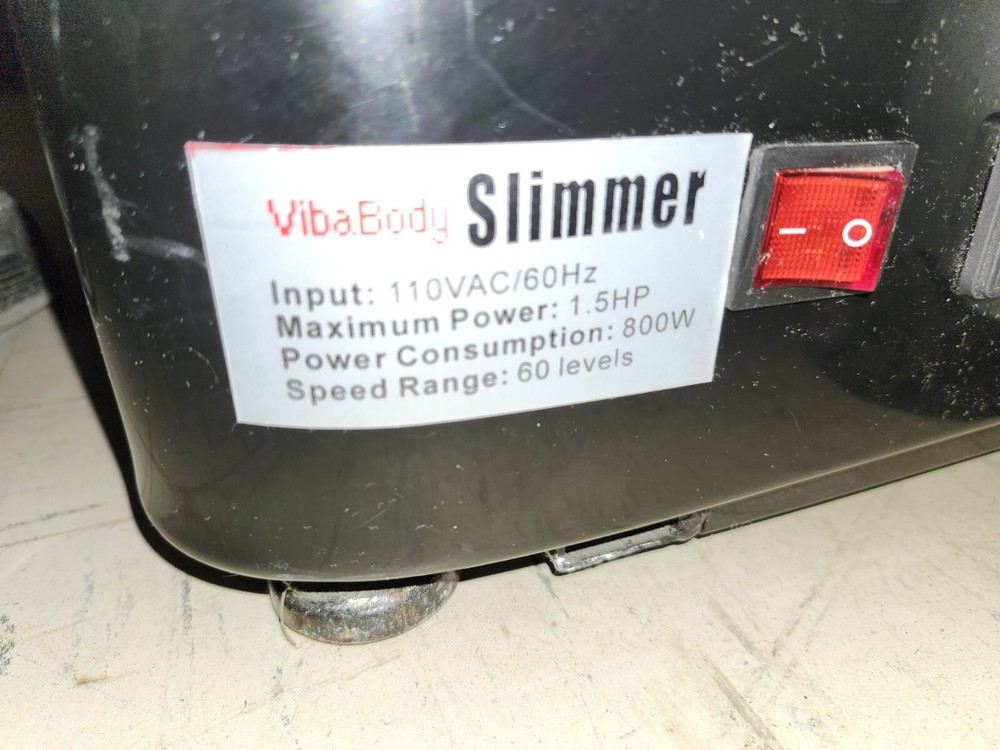 VibaBody Slimmer
Input: 110VAC/60Hz
Maximum Power: 1.5HP
Power Consumption: 800W
Speed Range: 60 levels
I O